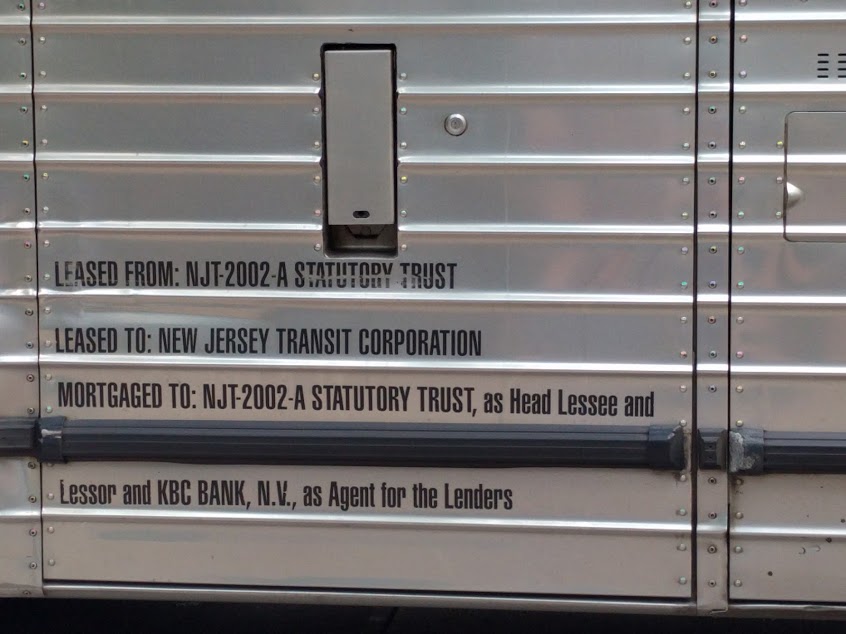 LEASED FROM: NJT-2002-A STATUTORY TRUST
LEASED TO: NEW JERSEY TRANSIT CORPORATION
MORTGAGED TO: NJT-2002-A STATUTORY TRUST, as Head Lessee and
Lessor and KBC BANK, N.V., as Agent for the Lenders